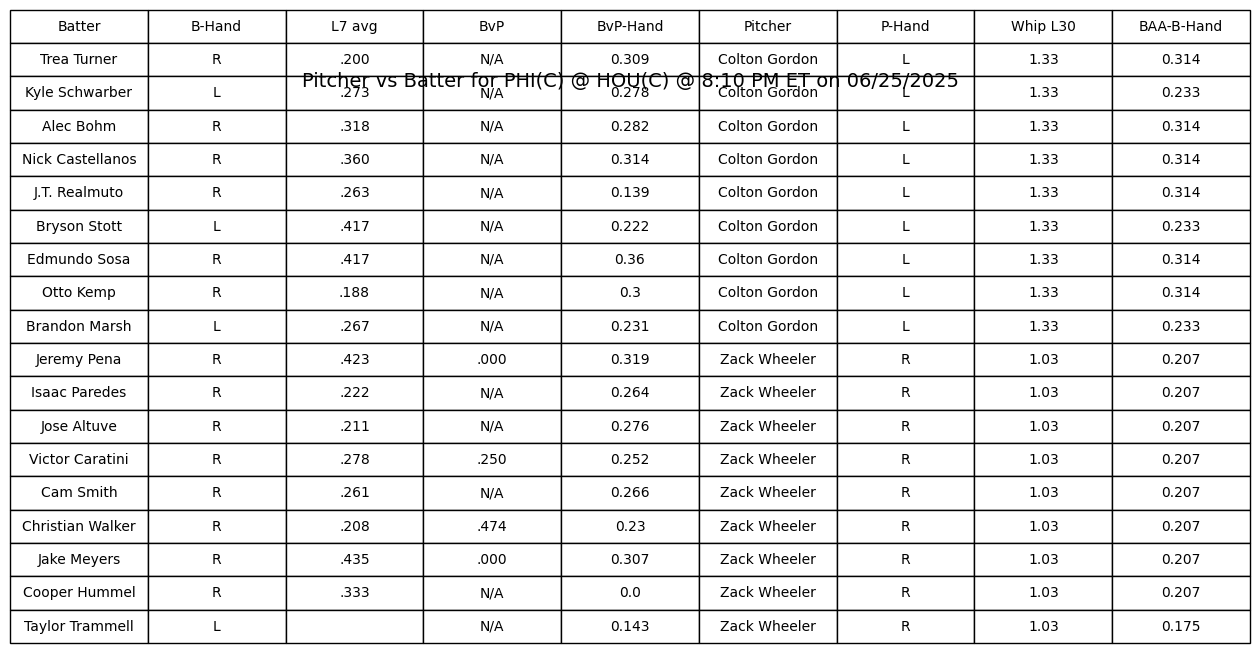 Batter B-Hand L7 avg BvP BvP-Hand Pitcher P-Hand Whip L30 BAA-B-Hand
Trea Turner R .200 N/A 0.309 Colton Gordon L 1.33 0.314
Pitcher vs Batter for PHI(C) @ HOU(C) @ 8:10 PM ET on 06/25/2025
Kyle Schwarber L .273 N/A 0.278 Colton Gordon L 1.33 0.233
Alec Bohm R .318 N/A 0.282 Colton Gordon L 1.33 0.314
Nick Castellanos R .360 N/A 0.314 Colton Gordon L 1.33 0.314
J.T. Realmuto R .263 N/A 0.139 Colton Gordon L 1.33 0.314
Bryson Stott L .417 N/A 0.222 Colton Gordon L 1.33 0.233
Edmundo Sosa R .417 N/A 0.36 Colton Gordon L 1.33 0.314
Otto Kemp R .188 N/A 0.3 Colton Gordon L 1.33 0.314
Brandon Marsh L .267 N/A 0.231 Colton Gordon L 1.33 0.233
Jeremy Pena R .423 .000 0.319 Zack Wheeler R 1.03 0.207
Isaac Paredes R .222 N/A 0.264 Zack Wheeler R 1.03 0.207
Jose Altuve R .211 N/A 0.276 Zack Wheeler R 1.03 0.207
Victor Caratini R .278 .250 0.252 Zack Wheeler R 1.03 0.207
Cam Smith R .261 N/A 0.266 Zack Wheeler R 1.03 0.207
Christian Walker R .208 .474 0.23 Zack Wheeler R 1.03 0.207
Jake Meyers R .435 .000 0.307 Zack Wheeler R 1.03 0.207
Cooper Hummel R .333 N/A 0.0 Zack Wheeler R 1.03 0.207
Taylor Trammell L N/A 0.143 Zack Wheeler R 1.03 0.175